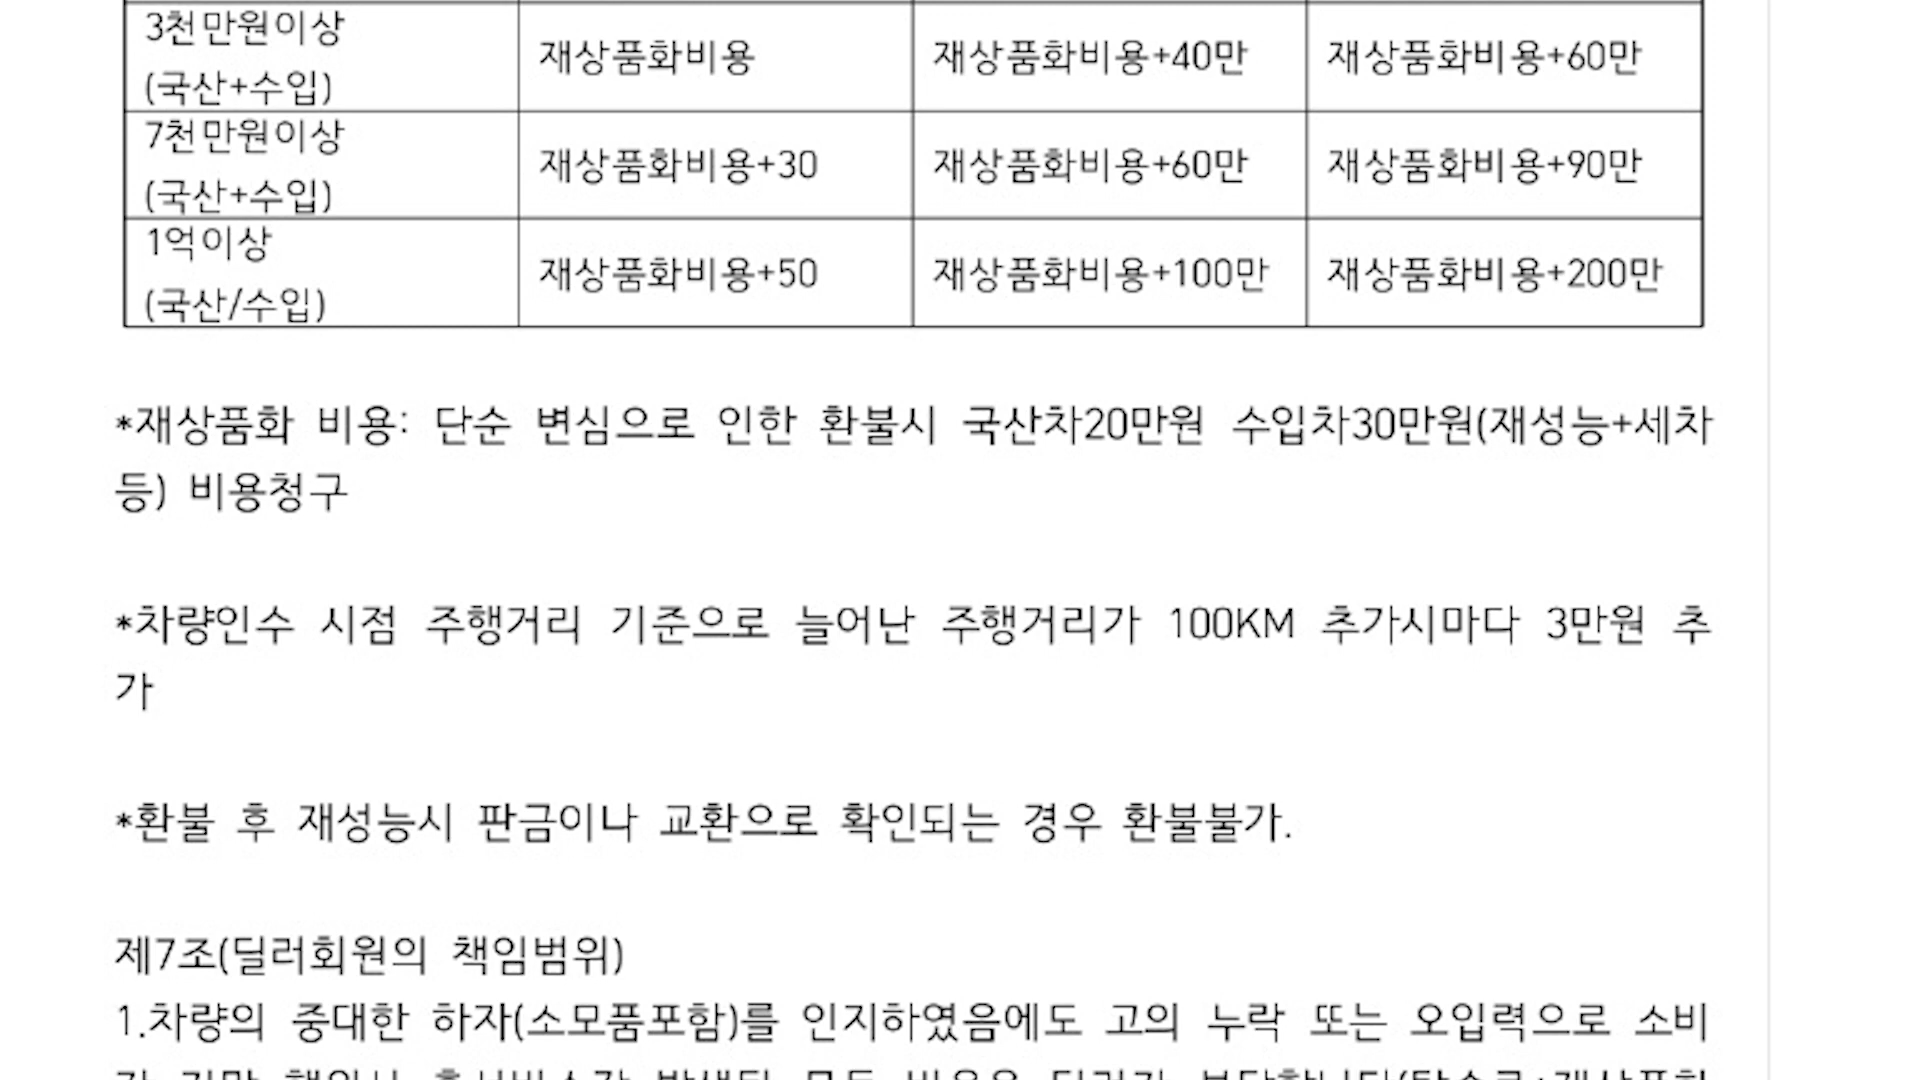 3천만원이상
(국산+수입)
재상품화비용
재상품화비용+40만
재상품화비용+60만
7천만원이상
(국산+수입)
재상품화비용+30
재상품화비용+60만
재상품화비용+90만
1억이상
(국산/수입)
재상품화비용+50
재상품화비용+100만
재상품화비용+200만
*재상품화 비용: 단순 변심으로 인한 환불시 국산차20만원 수입차30만원(재성능+세차
등) 비용청구
*차량인수 시점 주행거리 기준으로 늘어난 주행거리가 100KM 추가시마다 3만원 추
가
*환불 후 재성능시 판금이나 교환으로 확인되는 경우 환불불가.
제7조(딜러회원의 책임범위)
1.차량의 중대한 하자(소모품포함)를 인지하였음에도 고의 누락 또는 오입력으로 소비